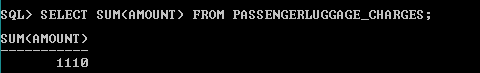 SQL> SELECT SUM(AMOUNT) FROM PASSENGERLUGGAGE_CHARGES;
SUM(AMOUNT)
-----------
1110